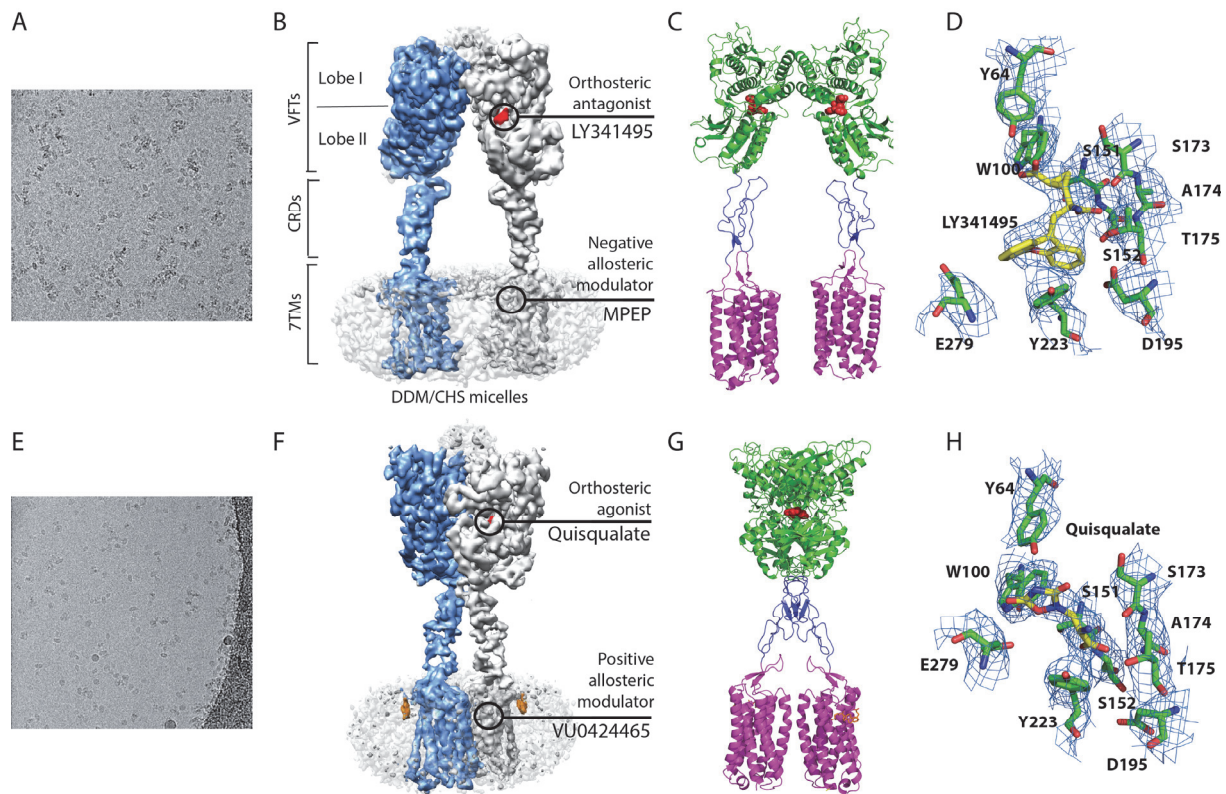 A
B
C
D
VFTs
Lobe I
Lobe II
CRDs
7TMs
Orthosteric
antagonist
LY341495
Negative
allosteric
modulator
MPEP
DDM/CHS micelles
Y64
W100
S151
S173
A174
LY341495
T175
S152
E279
Y223
D195
E
F
G
H
Orthosteric
agonist
Quisqualate
Positive
allosteric
modulator
VU0424465
Y64
Quisqualate
W100
S151
S173
A174
E279
T175
S152
Y223
D195